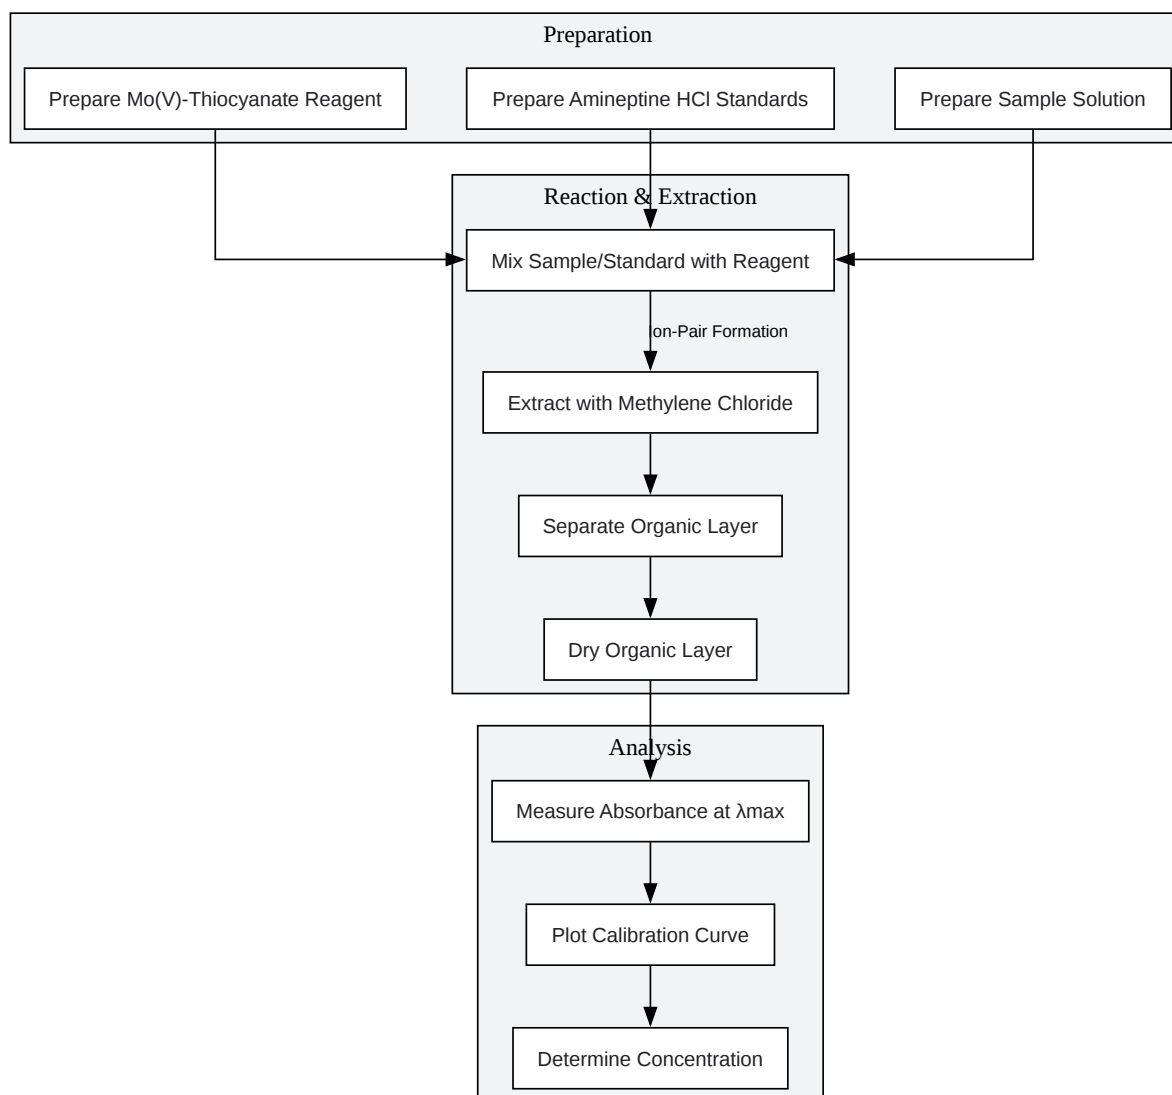 Preparation
Prepare Mo(V)-Thiocyanate Reagent
Prepare Amineptine HCl Standards
Prepare Sample Solution
Reaction & Extraction
Mix Sample/Standard with Reagent
Ion-Pair Formation
Extract with Methylene Chloride
Separate Organic Layer
Dry Organic Layer
Analysis
Measure Absorbance at λmax
Plot Calibration Curve
Determine Concentration